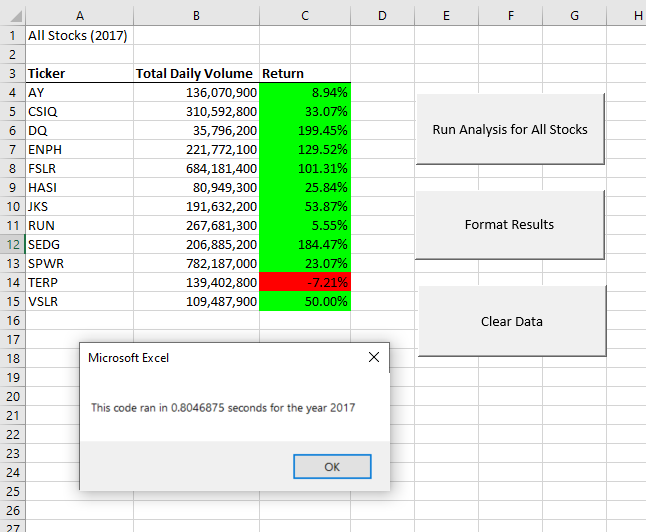 A B C D E F G H
1 All Stocks (2017)
2
3 Ticker Total Daily Volume Return
4 AY 136,070,900 8.94%
5 CSIQ 310,592,800 33.07%
6 DQ 35,796,200 199.45%
7 ENPH 221,772,100 129.52%
8 FSLR 684,181,400 101.31%
9 HASI 80,949,300 25.84%
10 JKS 191,632,200 53.87%
11 RUN 267,681,300 5.55%
12 SEDG 206,885,200 184.47%
13 SPWR 782,187,000 23.07%
14 TERP 139,402,800 -7.21%
15 VSLR 109,487,900 50.00%
16
17
18
19
20
21
22
23
24
25
26
27
Run Analysis for All Stocks
Format Results
Clear Data
Microsoft Excel
This code ran in 0.8046875 seconds for the year 2017
OK